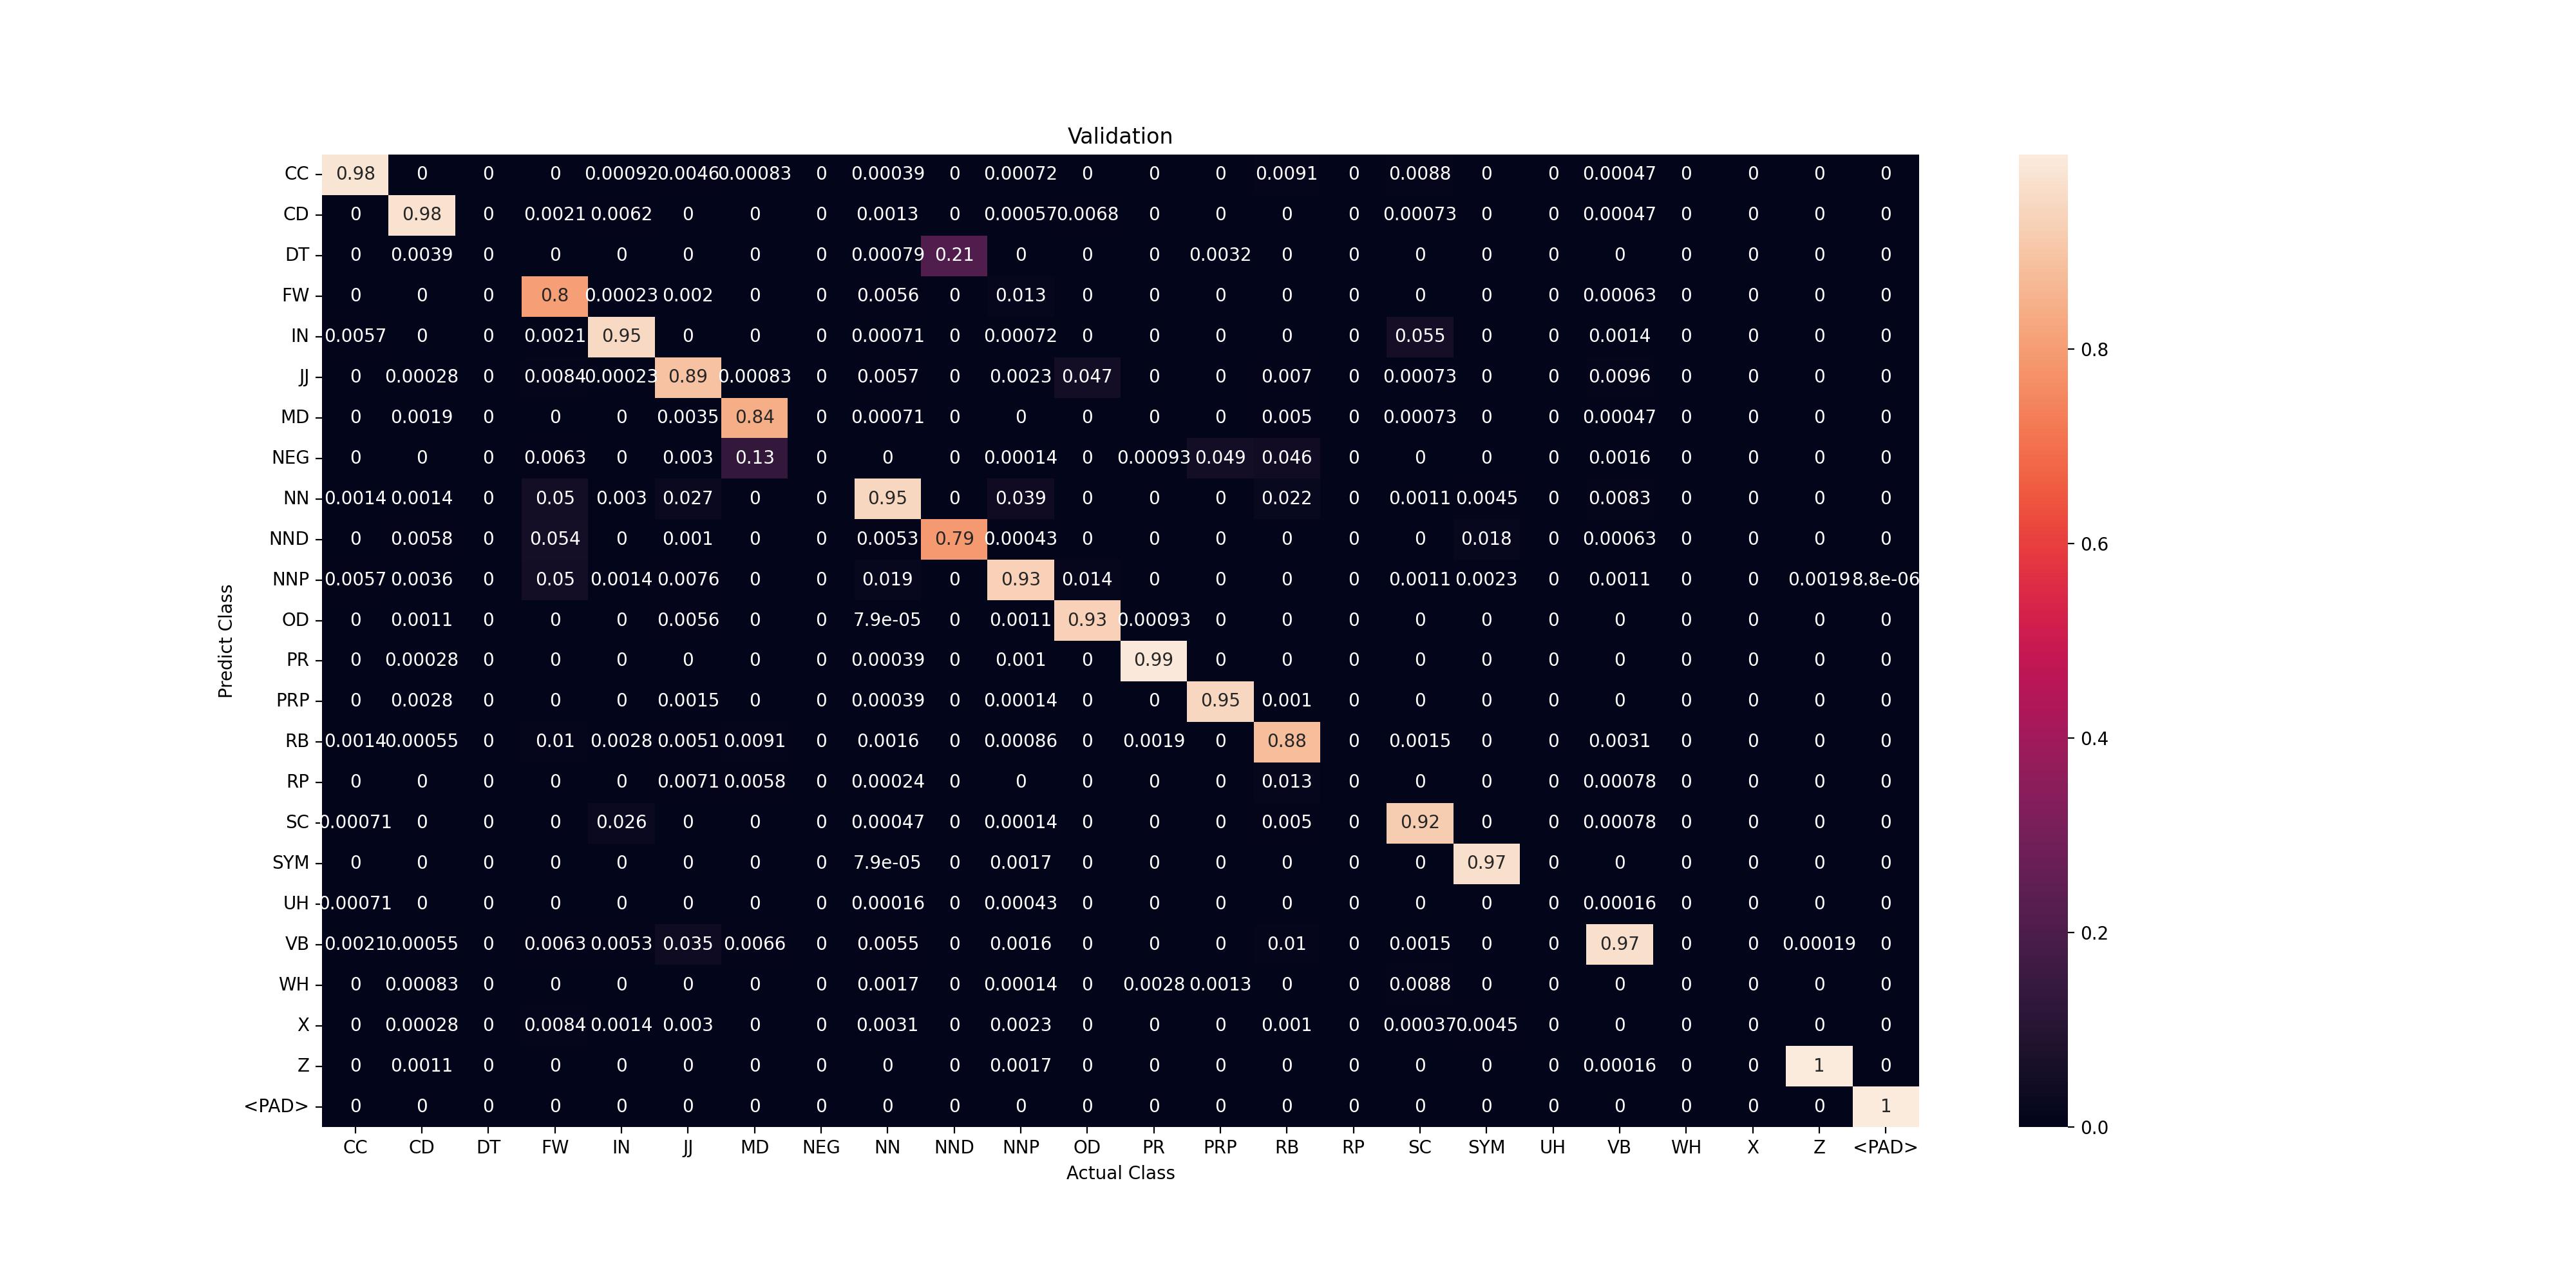 Validation
CC 0.98 0 0 0 0.00092 0.0046 0.00083 0 0.00039 0 0.00072 0 0 0 0.0091 0 0.0088 0 0 0.00047 0 0 0 0
CD 0 0.98 0 0.0021 0.0062 0 0 0 0.0013 0 0.00057 0.0068 0 0 0 0 0.00073 0 0 0.00047 0 0 0 0
DT 0 0.0039 0 0 0 0 0 0 0.00079 0.21 0 0 0 0.0032 0 0 0 0 0 0 0 0 0 0
FW 0 0 0 0.8 0.00023 0.002 0 0 0.0056 0 0.013 0 0 0 0 0 0 0 0 0.00063 0 0 0 0
IN 0.0057 0 0 0.0021 0.95 0 0 0 0.00071 0 0.00072 0 0 0 0 0 0.055 0 0 0.0014 0 0 0 0
JJ 0 0.00028 0 0.0084 0.00023 0.89 0.00083 0 0.0057 0 0.0023 0.047 0 0 0.007 0 0.00073 0 0 0.0096 0 0 0 0
0.8
MD 0 0.0019 0 0 0 0.0035 0.84 0 0.00071 0 0 0 0 0 0.005 0 0.00073 0 0 0.00047 0 0 0 0
NEG 0 0 0 0.0063 0 0.003 0.13 0 0 0 0.00014 0 0.00093 0.049 0.046 0 0 0 0 0.0016 0 0 0 0
NN 0.0014 0.0014 0 0.05 0.003 0.027 0 0 0.95 0 0.039 0 0 0 0.022 0 0.0011 0.0045 0 0.0083 0 0 0 0
NND 0 0.0058 0 0.054 0 0.001 0 0 0.0053 0.79 0.00043 0 0 0 0 0 0 0.018 0 0.00063 0 0 0 0
0.6
NNP 0.0057 0.0036 0 0.05 0.0014 0.0076 0 0 0.019 0 0.93 0.014 0 0 0 0 0.0011 0.0023 0 0.0011 0 0 0.0019 8.8e-06
OD 0 0.0011 0 0 0 0.0056 0 0 7.9e-05 0 0.0011 0.93 0.00093 0 0 0 0 0 0 0 0 0 0 0
Predict Class
PR 0 0.00028 0 0 0 0 0 0 0.00039 0 0.001 0 0.99 0 0 0 0 0 0 0 0 0 0 0
PRP 0 0.0028 0 0 0 0.0015 0 0 0.00039 0 0.00014 0 0 0.95 0.001 0 0 0 0 0 0 0 0 0
RB 0.0014 0.00055 0 0.01 0.0028 0.0051 0.0091 0 0.0016 0 0.00086 0 0.0019 0 0.88 0 0.0015 0 0 0.0031 0 0 0 0
0.4
RP 0 0 0 0 0 0.0071 0.0058 0 0.00024 0 0 0 0 0 0.013 0 0 0 0 0.00078 0 0 0 0
SC 0.00071 0 0 0 0.026 0 0 0 0.00047 0 0.00014 0 0 0 0.005 0 0.92 0 0 0.00078 0 0 0 0
SYM 0 0 0 0 0 0 0 0 7.9e-05 0 0.0017 0 0 0 0 0 0 0.97 0 0 0 0 0 0
UH 0.00071 0 0 0 0 0 0 0 0.00016 0 0.00043 0 0 0 0 0 0 0 0 0.00016 0 0 0 0
0.2
VB 0.0021 0.00055 0 0.0063 0.0053 0.035 0.0066 0 0.0055 0 0.0016 0 0 0 0.01 0 0.0015 0 0 0.97 0 0 0.00019 0
WH 0 0.00083 0 0 0 0 0 0 0.0017 0 0.00014 0 0.0028 0.0013 0 0 0.0088 0 0 0 0 0 0 0
X 0 0.00028 0 0.0084 0.0014 0.003 0 0 0.0031 0 0.0023 0 0 0 0.001 0 0.00037 0.0045 0 0 0 0 0 0
Z 0 0.0011 0 0 0 0 0 0 0 0 0.0017 0 0 0 0 0 0 0 0 0.00016 0 0 1 0
<PAD> 0 0 0 0 0 0 0 0 0 0 0 0 0 0 0 0 0 0 0 0 0 0 0 1
0.0
CC CD DT FW IN JJ MD NEG NN NND NNP OD PR PRP RB RP SC SYM UH VB WH X Z <PAD>
Actual Class